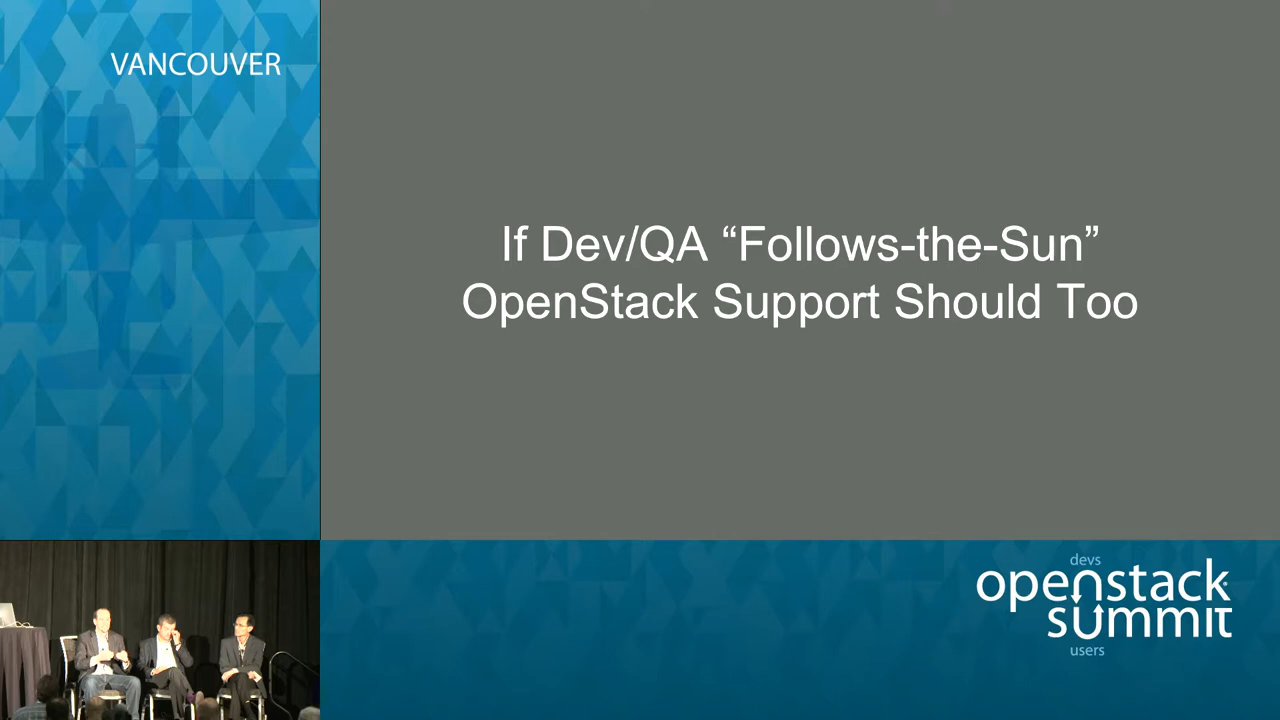 VANCOUVER
If Dev/QA “Follows-the-Sun”
OpenStack Support Should Too
devs
openstack
summit
users